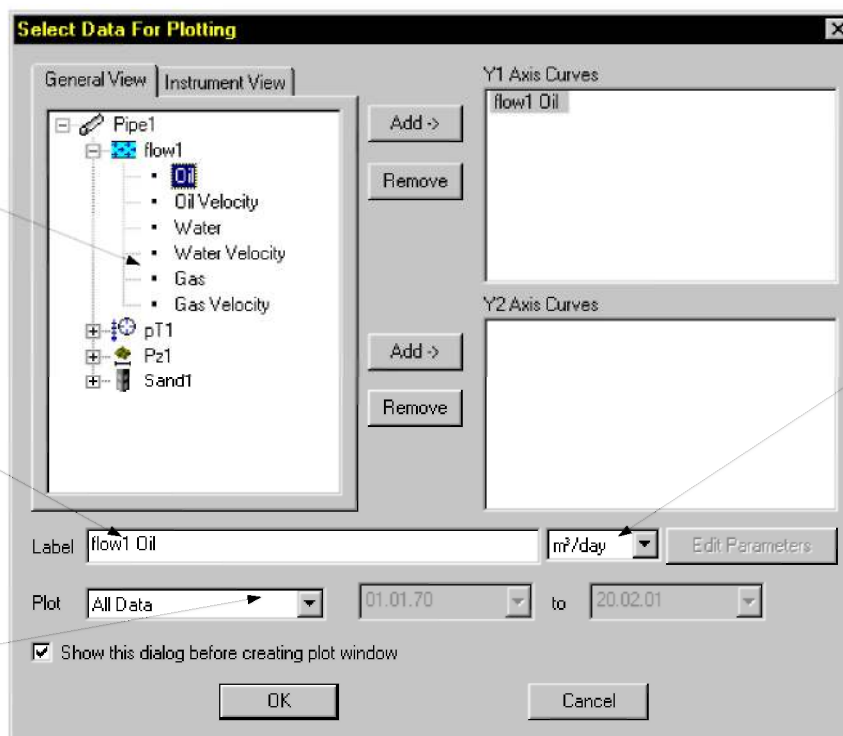 Select Data For Plotting
General View
Instrument View
Pipe1
flow1
Oil
Oil Velocity
Water
Water Velocity
Gas
Gas Velocity
pT1
Pz1
Sand1
Add ->
Remove
Add ->
Remove
Y1 Axis Curves
flow1 Oil
Y2 Axis Curves
Label
flow1 Oil
m³/day
Edit Parameters
Plot
All Data
01.01.70
to
20.02.01
Show this dialog before creating plot window
OK
Cancel